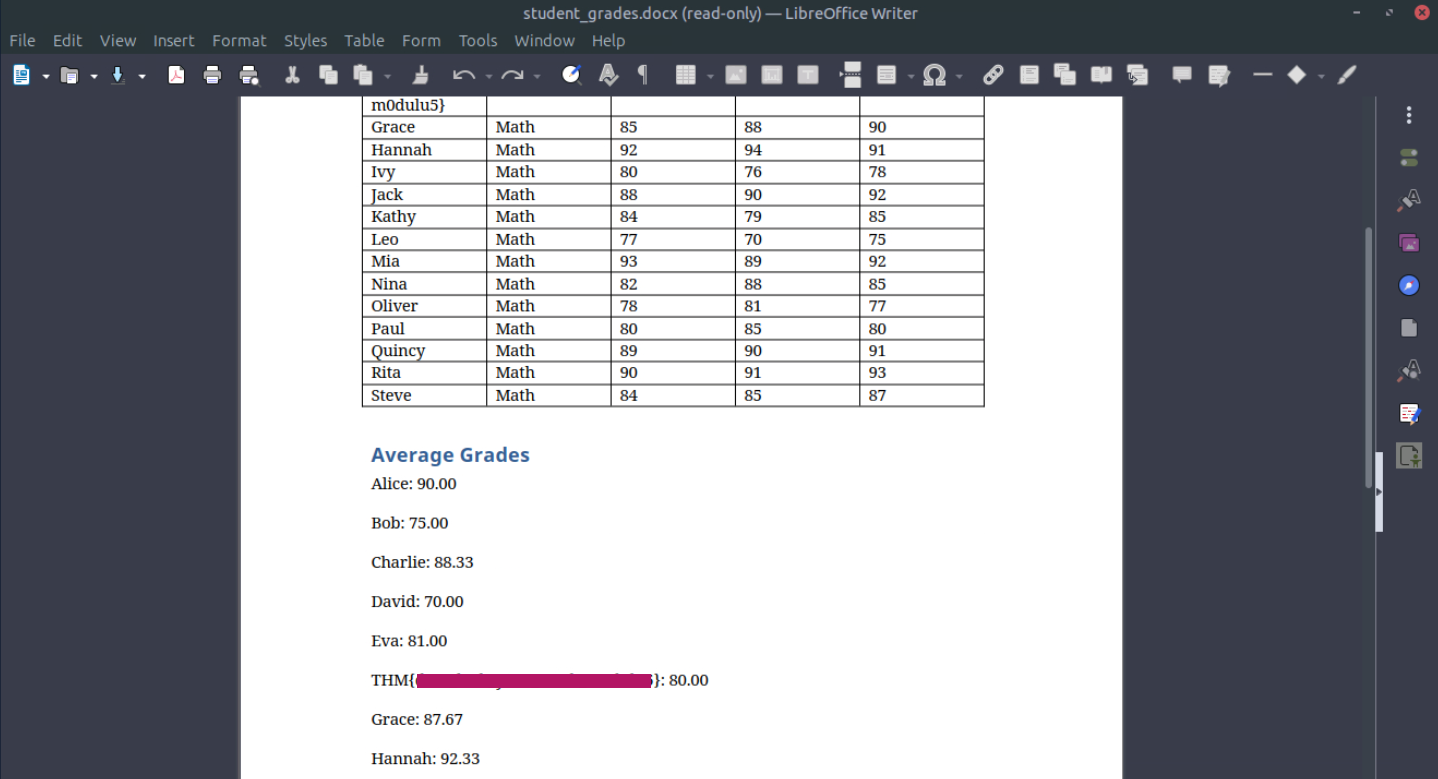 student_grades.docx (read-only) — LibreOffice Writer
File Edit View Insert Format Styles Table Form Tools Window Help
m0dulu5}
Grace Math 85 88 90
Hannah Math 92 94 91
Ivy Math 80 76 78
Jack Math 88 90 92
Kathy Math 84 79 85
Leo Math 77 70 75
Mia Math 93 89 92
Nina Math 82 88 85
Oliver Math 78 81 77
Paul Math 80 85 80
Quincy Math 89 90 91
Rita Math 90 91 93
Steve Math 84 85 87
Average Grades
Alice: 90.00
Bob: 75.00
Charlie: 88.33
David: 70.00
Eva: 81.00
THM{ }: 80.00
Grace: 87.67
Hannah: 92.33